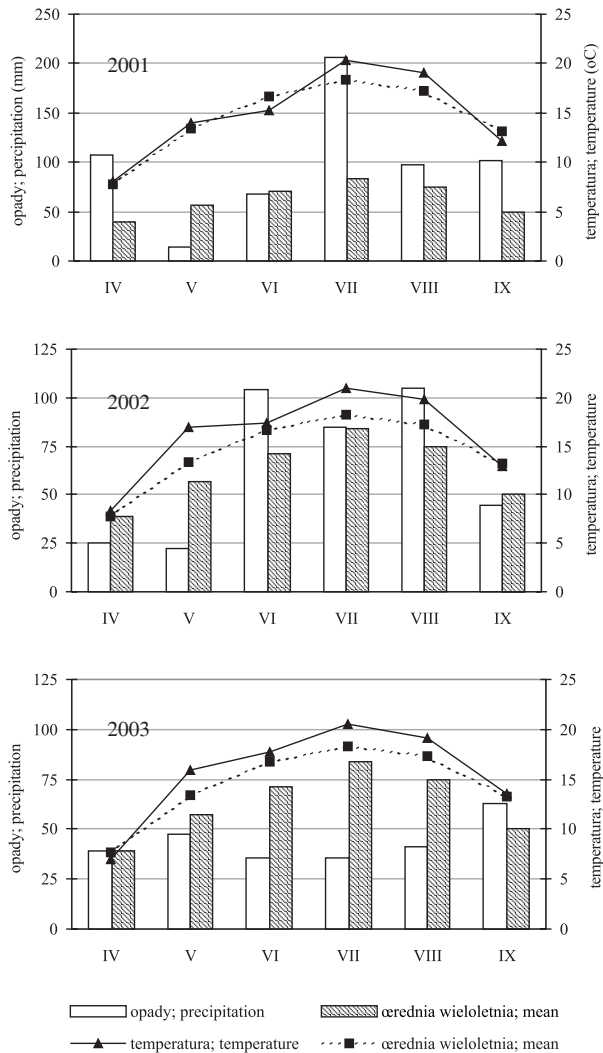 250 25
2001
200 20
150 15
100 10
50 5
0 0
IV V VI VII VIII IX
opady; percipitation (mm)
temperatura; temperature (oC)
125 25
2002
100 20
75 15
50 10
25 5
0 0
IV V VI VII VIII IX
opady; precipitation
temperatura; temperature
125 25
2003
100 20
75 15
50 10
25 5
0 0
IV V VI VII VIII IX
opady; precipitation
temperatura; temperature
opady; precipitation œrednia wieloletnia; mean
temperatura; temperature œrednia wieloletnia; mean